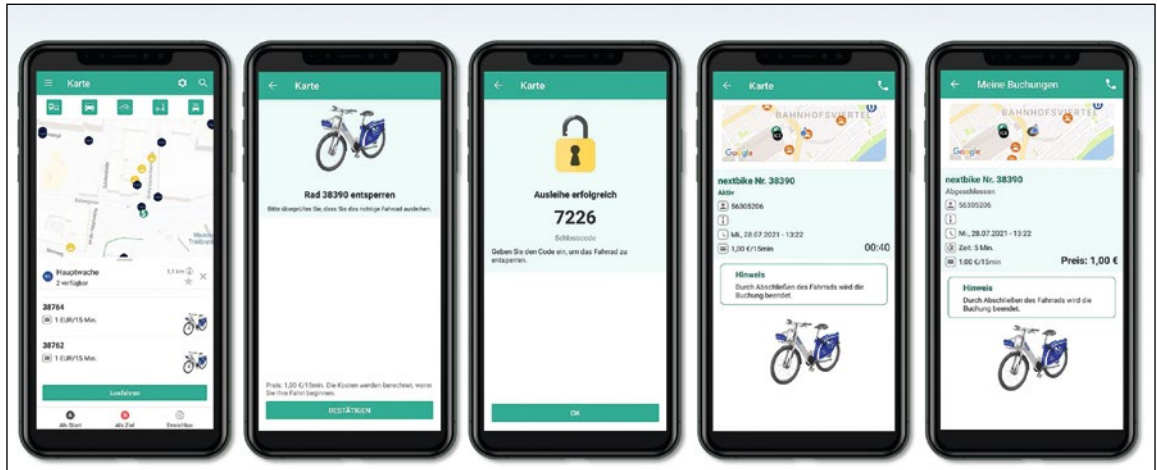 Karte
Hauptwache
1,1 km
2 verfügbar
38764
1 EUR/15 Min.
38762
1 EUR/15 Min.
Losfahren
Als Start
Als Ziel
Karte
Rad 38390 entsperren
Bitte überprüfen Sie, dass Sie das richtige Fahrrad ausleihen.
Preis: 1,00 €/15min. Die Kosten werden berechnet, wenn
Sie Ihre Fahrt beginnen.
BESTÄTIGEN
Karte
Ausleihe erfolgreich
7226
Schlosscode
Geben Sie den Code ein, um das Fahrrad zu
entsperren.
OK
Karte
BAHNHOFSVIERTEL
Google
nextbike Nr. 38390
Aktiv
56305206
Mi., 28.07.2021 - 13:22
1,00 €/15min
00:40
Hinweis
Durch Abschließen des Fahrrads wird die
Buchung beendet.
Meine Buchungen
BAHNHOFSVIERTEL
Google
nextbike Nr. 38390
Abgeschlossen
56305206
Mi., 28.07.2021 - 13:22
Zeit: 5 Min.
1,00 €/15min
Preis: 1,00 €
Hinweis
Durch Abschließen des Fahrrads wird die
Buchung beendet.